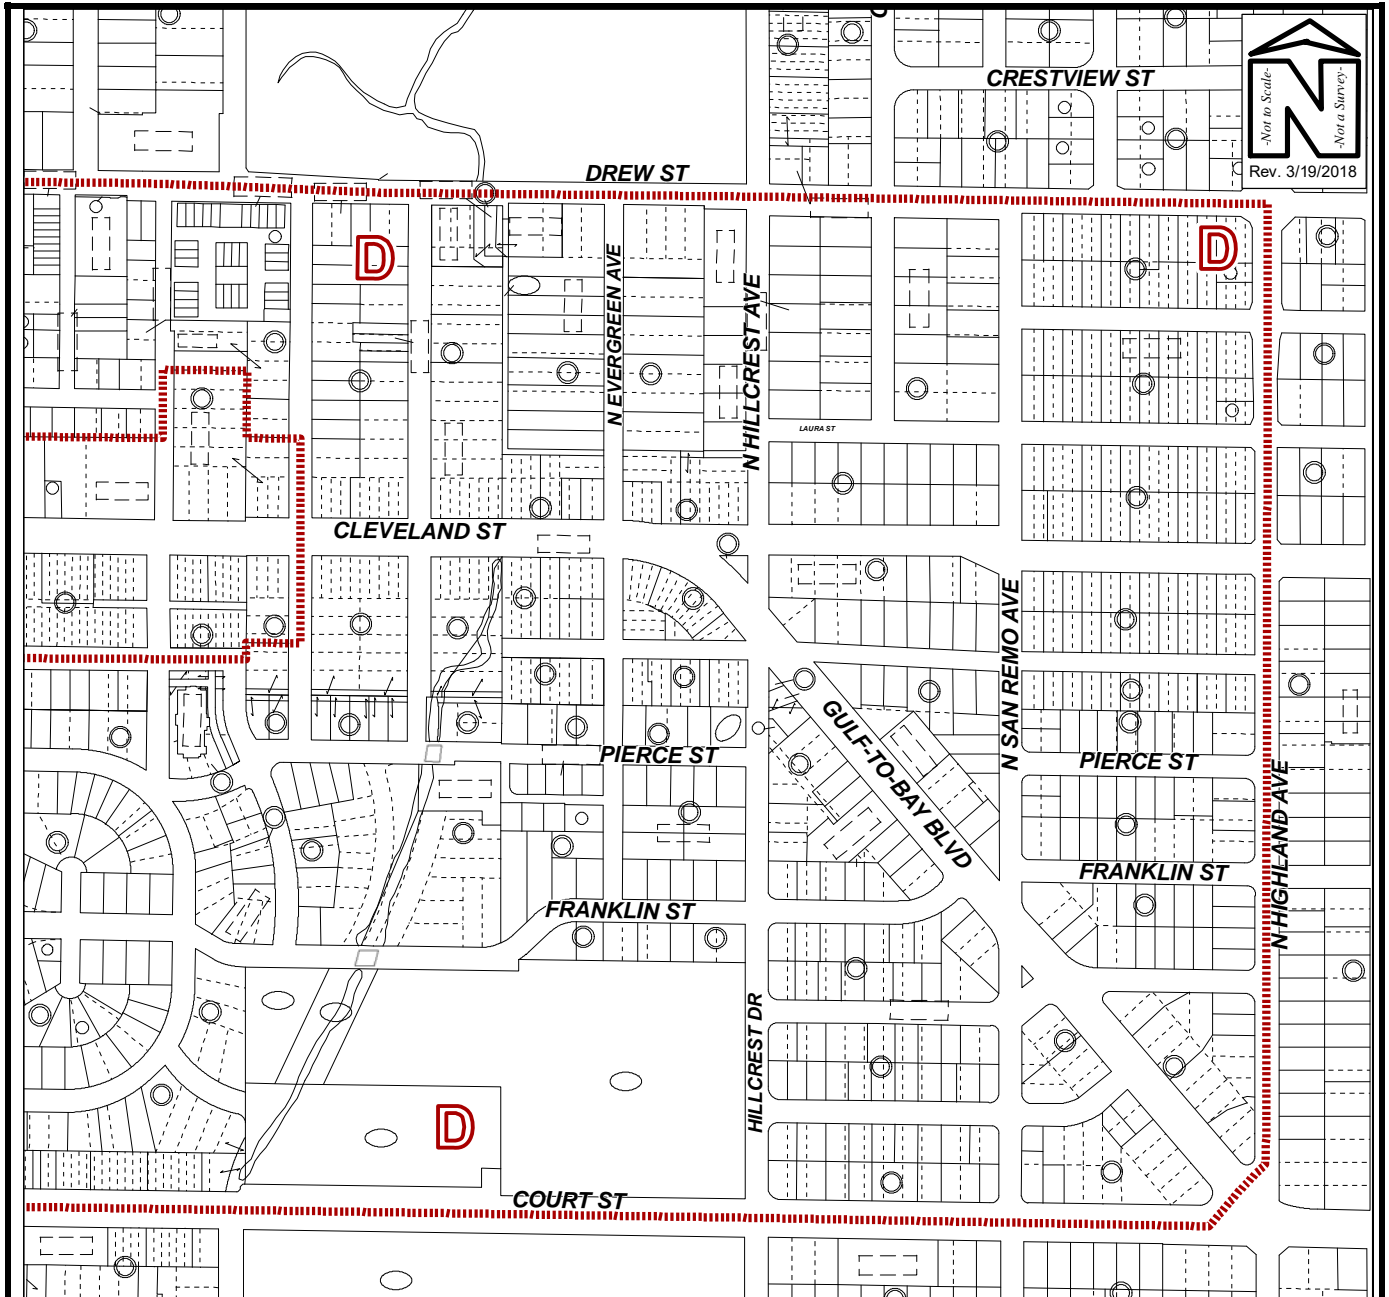 CRESTVIEW ST
-Not to Scale-
N
-Not a Survey-
Rev. 3/19/2018
DREW ST
D
D
N EVERGREEN AVE
N HILLCREST AVE
LAURA ST
CLEVELAND ST
N SAN REMO AVE
GULF-TO-BAY BLVD
PIERCE ST
PIERCE ST
N HIGHLAND AVE
FRANKLIN ST
FRANKLIN ST
HILLCREST DR
D
COURT ST